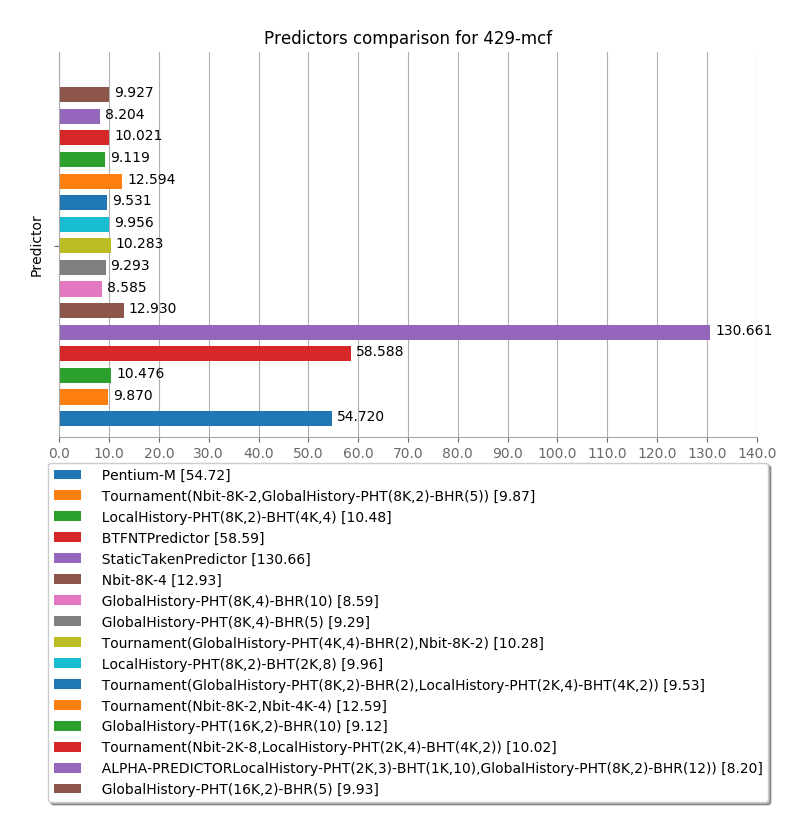 Predictors comparison for 429-mcf
9.927
8.204
10.021
9.119
12.594
9.531
9.956
10.283
9.293
8.585
12.930
130.661
58.588
10.476
9.870
54.720
Predictor
0.0 10.0 20.0 30.0 40.0 50.0 60.0 70.0 80.0 90.0 100.0 110.0 120.0 130.0 140.0
Pentium-M [54.72]
Tournament(Nbit-8K-2,GlobalHistory-PHT(8K,2)-BHR(5)) [9.87]
LocalHistory-PHT(8K,2)-BHT(4K,4) [10.48]
BTFNTPredictor [58.59]
StaticTakenPredictor [130.66]
Nbit-8K-4 [12.93]
GlobalHistory-PHT(8K,4)-BHR(10) [8.59]
GlobalHistory-PHT(8K,4)-BHR(5) [9.29]
Tournament(GlobalHistory-PHT(4K,4)-BHR(2),Nbit-8K-2) [10.28]
LocalHistory-PHT(8K,2)-BHT(2K,8) [9.96]
Tournament(GlobalHistory-PHT(8K,2)-BHR(2),LocalHistory-PHT(2K,4)-BHT(4K,2)) [9.53]
Tournament(Nbit-8K-2,Nbit-4K-4) [12.59]
GlobalHistory-PHT(16K,2)-BHR(10) [9.12]
Tournament(Nbit-2K-8,LocalHistory-PHT(2K,4)-BHT(4K,2)) [10.02]
ALPHA-PREDICTORLocalHistory-PHT(2K,3)-BHT(1K,10),GlobalHistory-PHT(8K,2)-BHR(12)) [8.20]
GlobalHistory-PHT(16K,2)-BHR(5) [9.93]